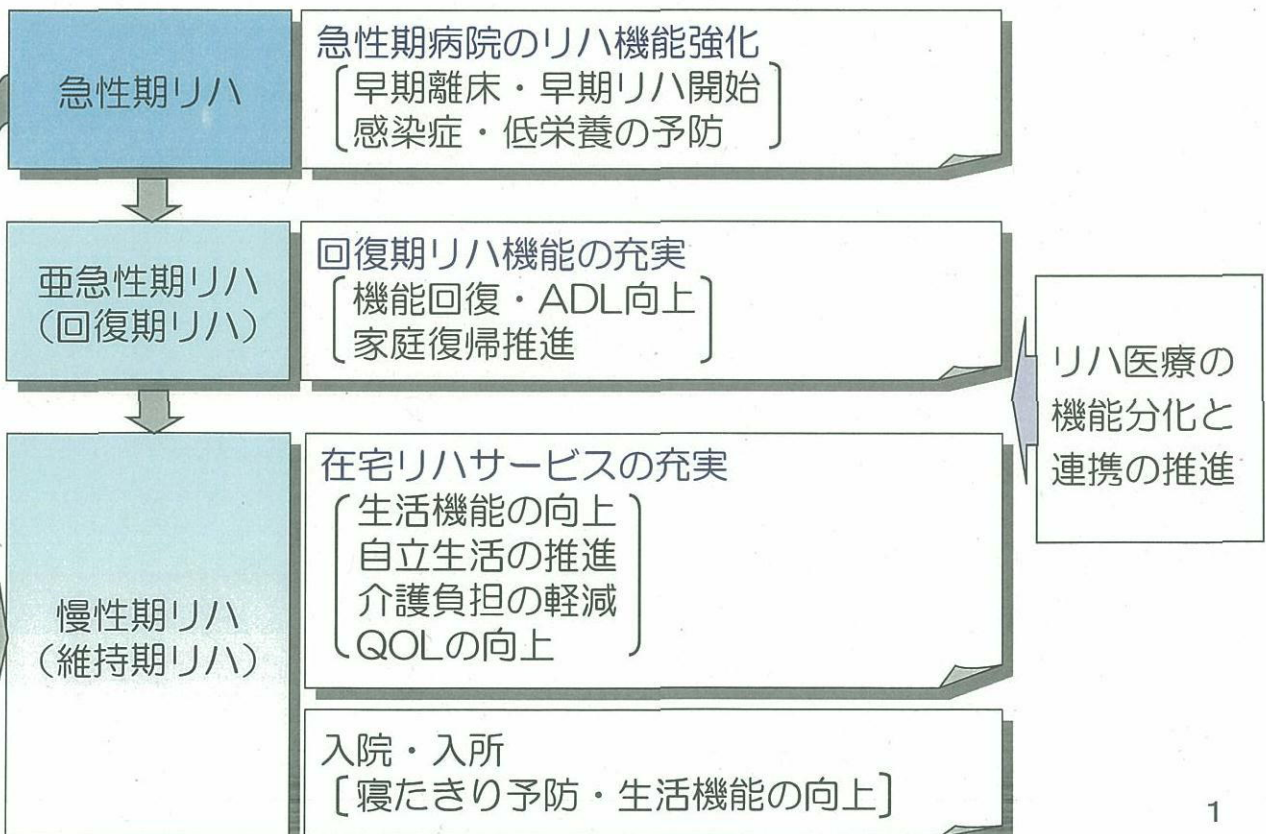 急性期リハ
急性期病院のリハ機能強化
早期離床・早期リハ開始
感染症・低栄養の予防
亜急性期リハ
(回復期リハ)
回復期リハ機能の充実
機能回復・ADL向上
家庭復帰推進
リハ医療の
機能分化と
連携の推進
慢性期リハ
(維持期リハ)
在宅リハサービスの充実
生活機能の向上
自立生活の推進
介護負担の軽減
QOLの向上
入院・入所
[寝たきり予防・生活機能の向上]
1